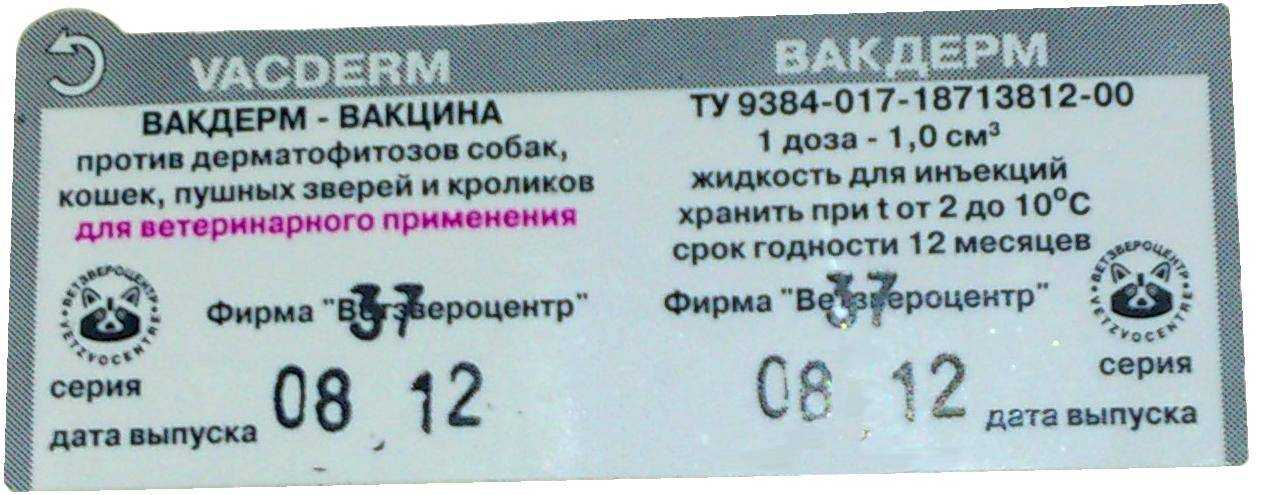 VACDERM
ВАКДЕРМ - ВАКЦИНА
против дерматофитозов собак,
кошек, пушных зверей и кроликов
для ветеринарного применения
ВЕТЗВЕРОЦЕНТР
VETZVOCENTRE
Фирма "Ветзвероцентр"
37
серия
08 12
дата выпуска
ВАКДЕРМ
ТУ 9384-017-18713812-00
1 доза - 1,0 см³
жидкость для инъекций
хранить при t от 2 до 10°C
срок годности 12 месяцев
ВЕТЗВЕРОЦЕНТР
VETZVOCENTRE
Фирма "Ветзвероцентр"
37
серия
08 12
дата выпуска